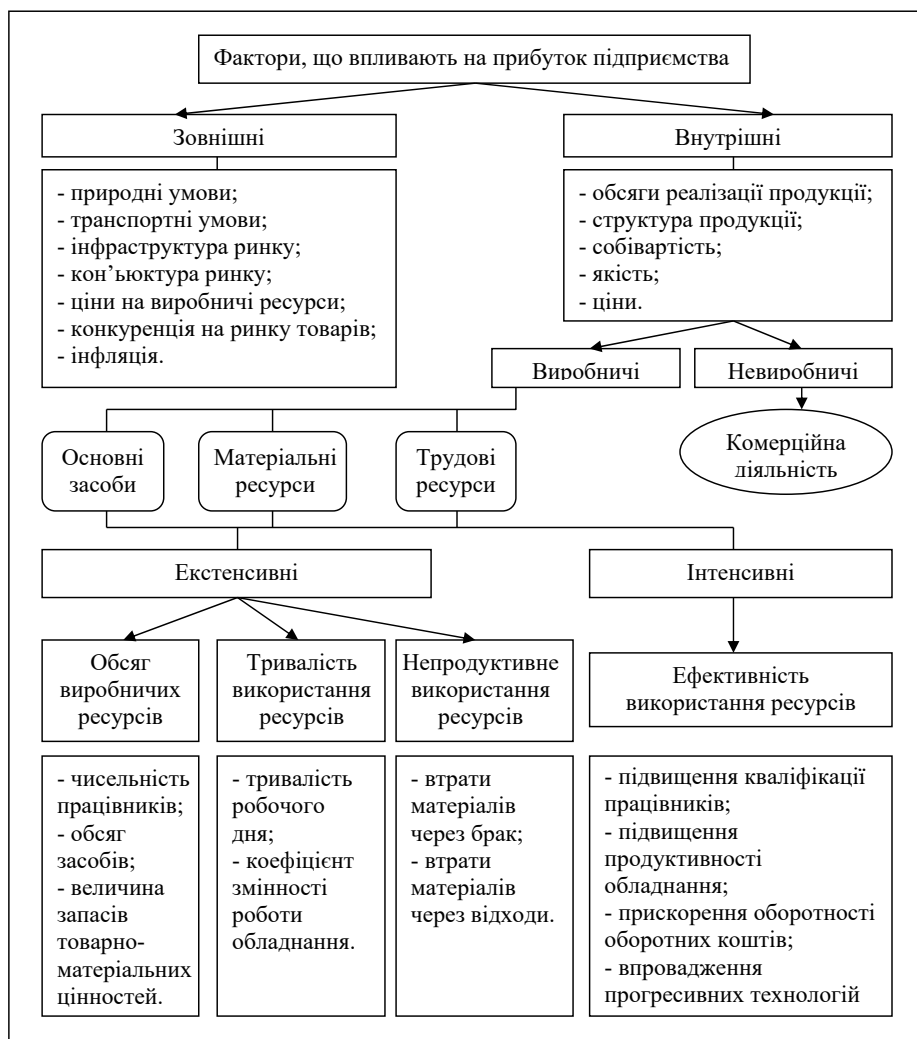 Фактори, що впливають на прибуток підприємства
Зовнішні
Внутрішні
- природні умови;
- транспортні умови;
- інфраструктура ринку;
- кон’ьюктура ринку;
- ціни на виробничі ресурси;
- конкуренція на ринку товарів;
- інфляція.
- обсяги реалізації продукції;
- структура продукції;
- собівартість;
- якість;
- ціни.
Виробничі
Невиробничі
Основні
засоби
Матеріальні
ресурси
Трудові
ресурси
Комерційна
діяльність
Екстенсивні
Інтенсивні
Обсяг
виробничих
ресурсів
Тривалість
використання
ресурсів
Непродуктивне
використання
ресурсів
Ефективність
використання ресурсів
- чисельність
працівників;
- обсяг
засобів;
- величина
запасів
товарно-
матеріальних
цінностей.
- тривалість
робочого
дня;
- коефіцієнт
змінності
роботи
обладнання.
- втрати
матеріалів
через брак;
- втрати
матеріалів
через відходи.
- підвищення кваліфікації
працівників;
- підвищення
продуктивності
обладнання;
- прискорення оборотності
оборотних коштів;
- впровадження
прогресивних технологій